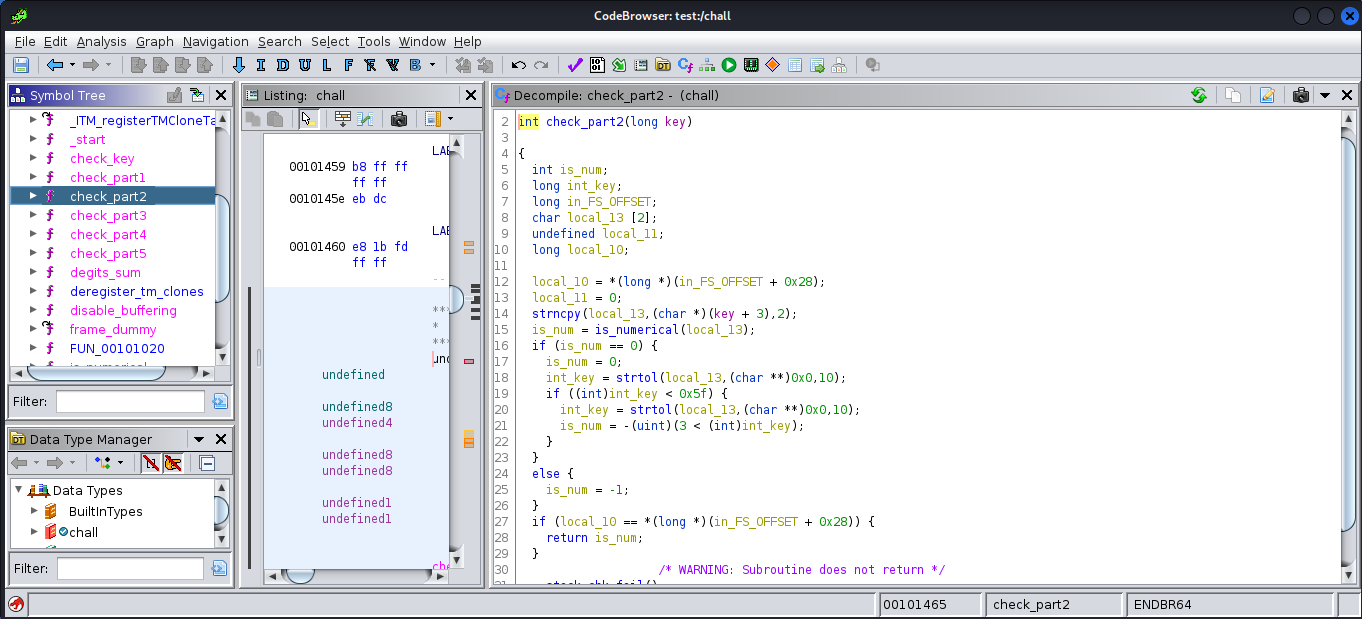 CodeBrowser: test:/chall
File Edit Analysis Graph Navigation Search Select Tools Window Help
I D U L F B
Symbol Tree
_ITM_registerTMCloneTa
_start
check_key
check_part1
check_part2
check_part3
check_part4
check_part5
degits_sum
deregister_tm_clones
disable_buffering
frame_dummy
FUN_00101020
Filter:
Data Type Manager
Data Types
BuiltInTypes
chall
Filter:
Listing: chall
LAB
00101459 b8 ff ff
ff ff
0010145e eb dc
LAB
00101460 e8 1b fd
ff ff
--
***
*
***
und
undefined
undefined8
undefined4
undefined8
undefined8
undefined1
undefined1
che
Decompile: check_part2 - (chall)
2 int check_part2(long key)
3
4 {
5 int is_num;
6 long int_key;
7 long in_FS_OFFSET;
8 char local_13 [2];
9 undefined local_11;
10 long local_10;
11
12 local_10 = *(long *)(in_FS_OFFSET + 0x28);
13 local_11 = 0;
14 strncpy(local_13,(char *)(key + 3),2);
15 is_num = is_numerical(local_13);
16 if (is_num == 0) {
17 is_num = 0;
18 int_key = strtol(local_13,(char **)0x0,10);
19 if ((int)int_key < 0x5f) {
20 int_key = strtol(local_13,(char **)0x0,10);
21 is_num = -(uint)(3 < (int)int_key);
22 }
23 }
24 else {
25 is_num = -1;
26 }
27 if (local_10 == *(long *)(in_FS_OFFSET + 0x28)) {
28 return is_num;
29 }
30 /* WARNING: Subroutine does not return */
00101465
check_part2
ENDBR64